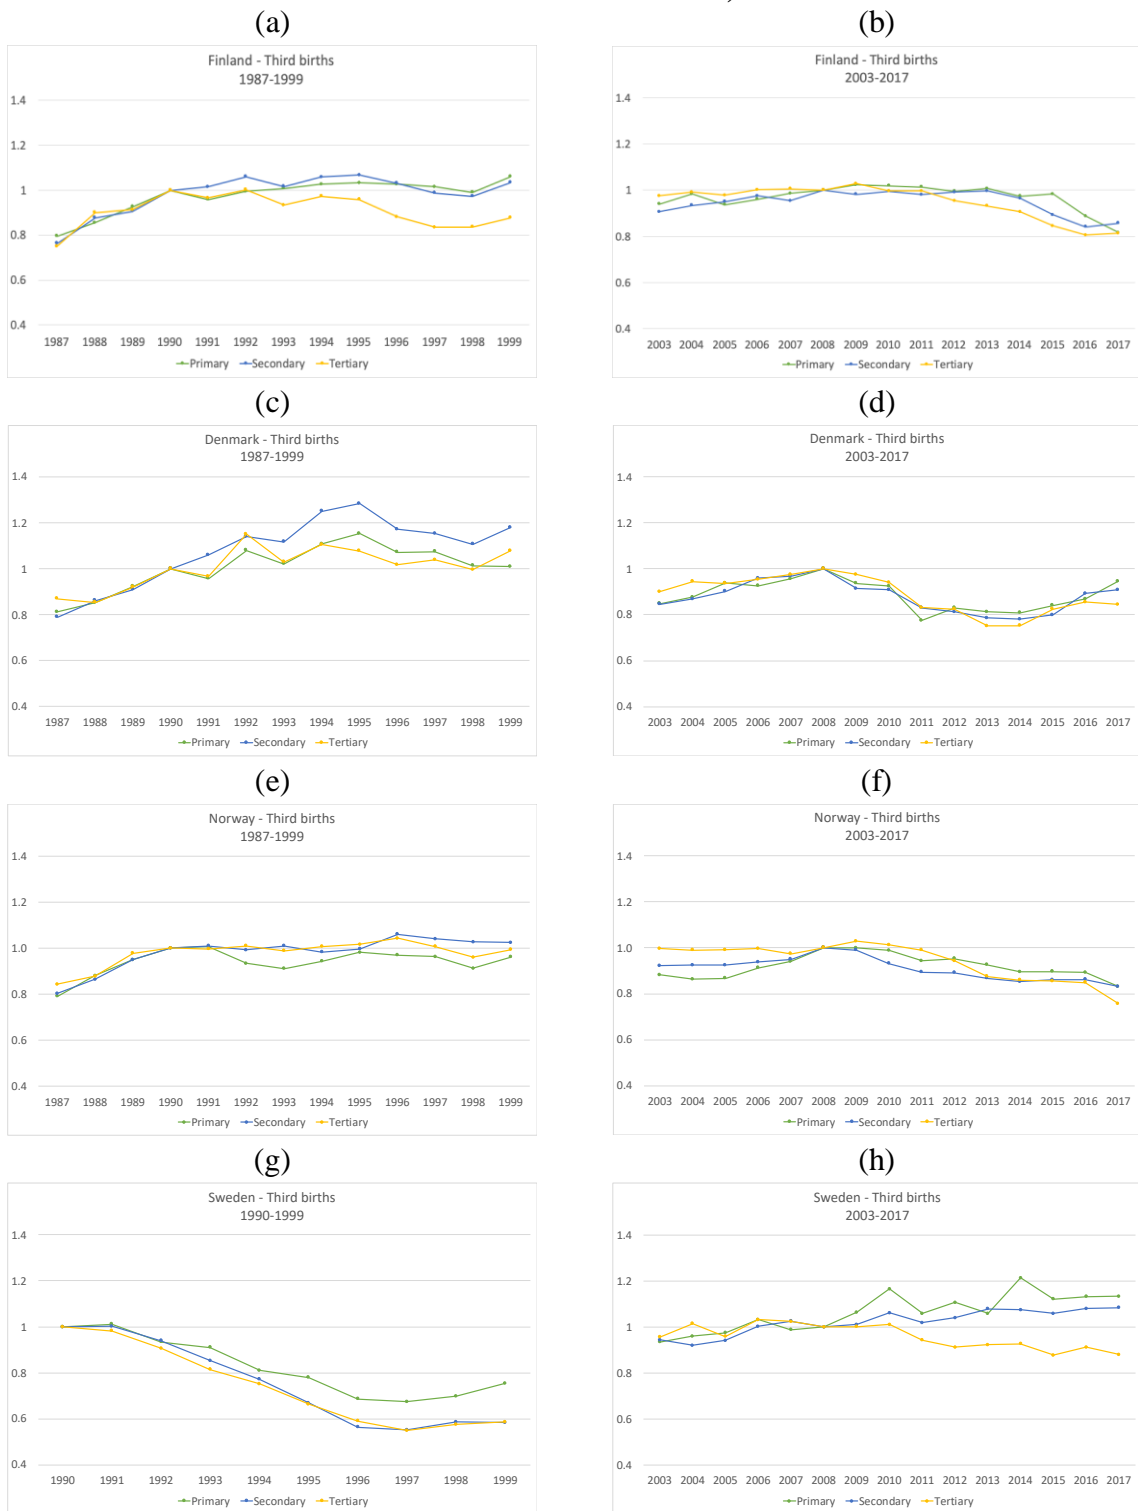 (a) (b)
Finland - Third births
1987-1999
1.4
1.2
1
0.8
0.6
0.4
1987 1988 1989 1990 1991 1992 1993 1994 1995 1996 1997 1998 1999
Primary Secondary Tertiary
Finland - Third births
2003-2017
1.4
1.2
1
0.8
0.6
0.4
2003 2004 2005 2006 2007 2008 2009 2010 2011 2012 2013 2014 2015 2016 2017
Primary Secondary Tertiary
(c) (d)
Denmark - Third births
1987-1999
1.4
1.2
1
0.8
0.6
0.4
1987 1988 1989 1990 1991 1992 1993 1994 1995 1996 1997 1998 1999
Primary Secondary Tertiary
Denmark - Third births
2003-2017
1.4
1.2
1
0.8
0.6
0.4
2003 2004 2005 2006 2007 2008 2009 2010 2011 2012 2013 2014 2015 2016 2017
Primary Secondary Tertiary
(e) (f)
Norway - Third births
1987-1999
1.4
1.2
1.0
0.8
0.6
0.4
1987 1988 1989 1990 1991 1992 1993 1994 1995 1996 1997 1998 1999
Primary Secondary Tertiary
Norway - Third births
2003-2017
1.4
1.2
1.0
0.8
0.6
0.4
2003 2004 2005 2006 2007 2008 2009 2010 2011 2012 2013 2014 2015 2016 2017
Primary Secondary Tertiary
(g) (h)
Sweden - Third births
1990-1999
1.4
1.2
1
0.8
0.6
0.4
1990 1991 1992 1993 1994 1995 1996 1997 1998 1999
Primary Secondary Tertiary
Sweden - Third births
2003-2017
1.4
1.2
1
0.8
0.6
0.4
2003 2004 2005 2006 2007 2008 2009 2010 2011 2012 2013 2014 2015 2016 2017
Primary Secondary Tertiary